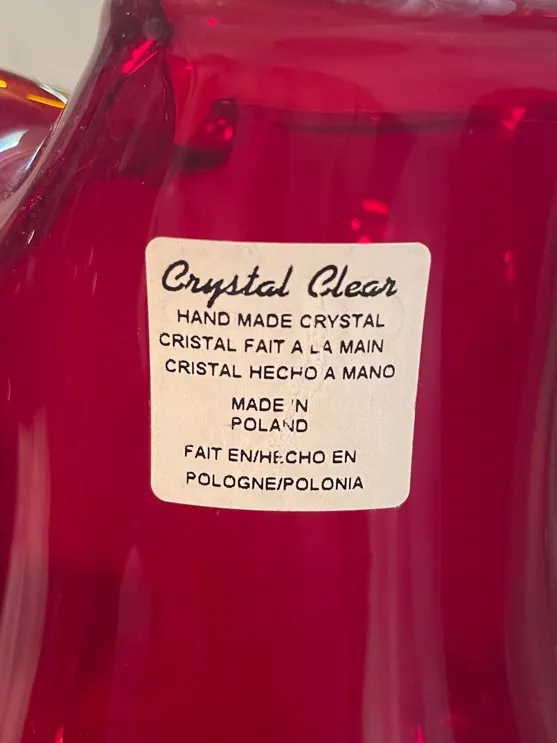 Crystal Clear
HAND MADE CRYSTAL
CRISTAL FAIT A LA MAIN
CRISTAL HECHO A MANO
MADE IN
POLAND
FAIT EN/HECHO EN
POLOGNE/POLONIA